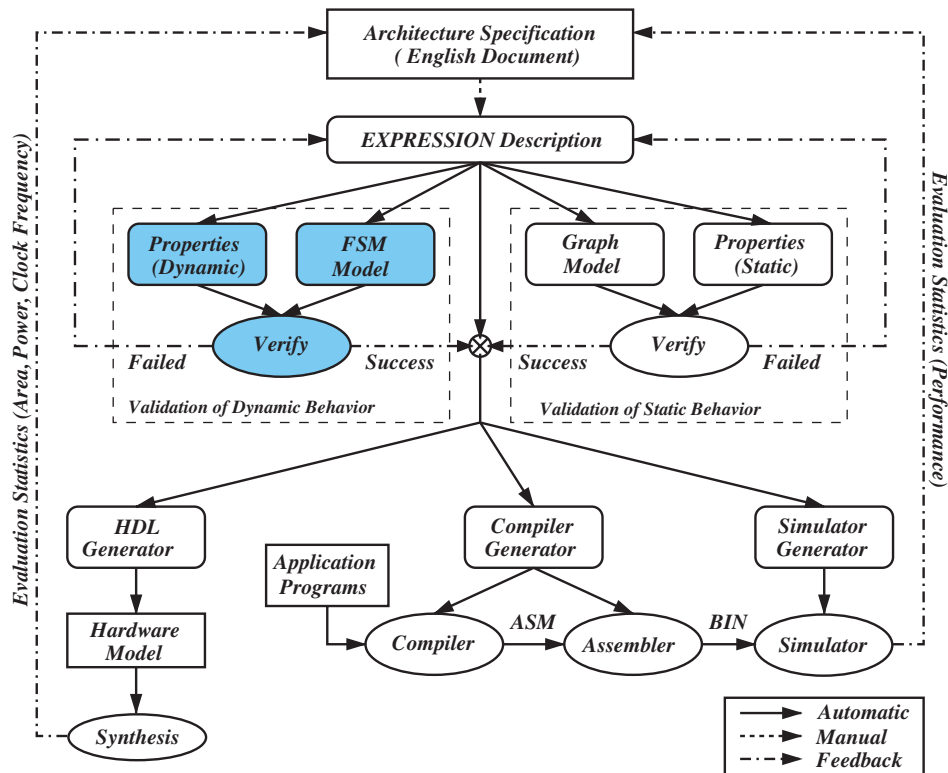 Architecture Specification
( English Document)
EXPRESSION Description
Evaluation Statistics (Area, Power, Clock Frequency)
Evaluation Statistics (Performance)
Properties
(Dynamic)
FSM
Model
Graph
Model
Properties
(Static)
Verify
Verify
Failed
Success
Success
Failed
Validation of Dynamic Behavior
Validation of Static Behavior
HDL
Generator
Compiler
Generator
Simulator
Generator
Application
Programs
Hardware
Model
Compiler
ASM
Assembler
BIN
Simulator
Synthesis
Automatic
Manual
Feedback